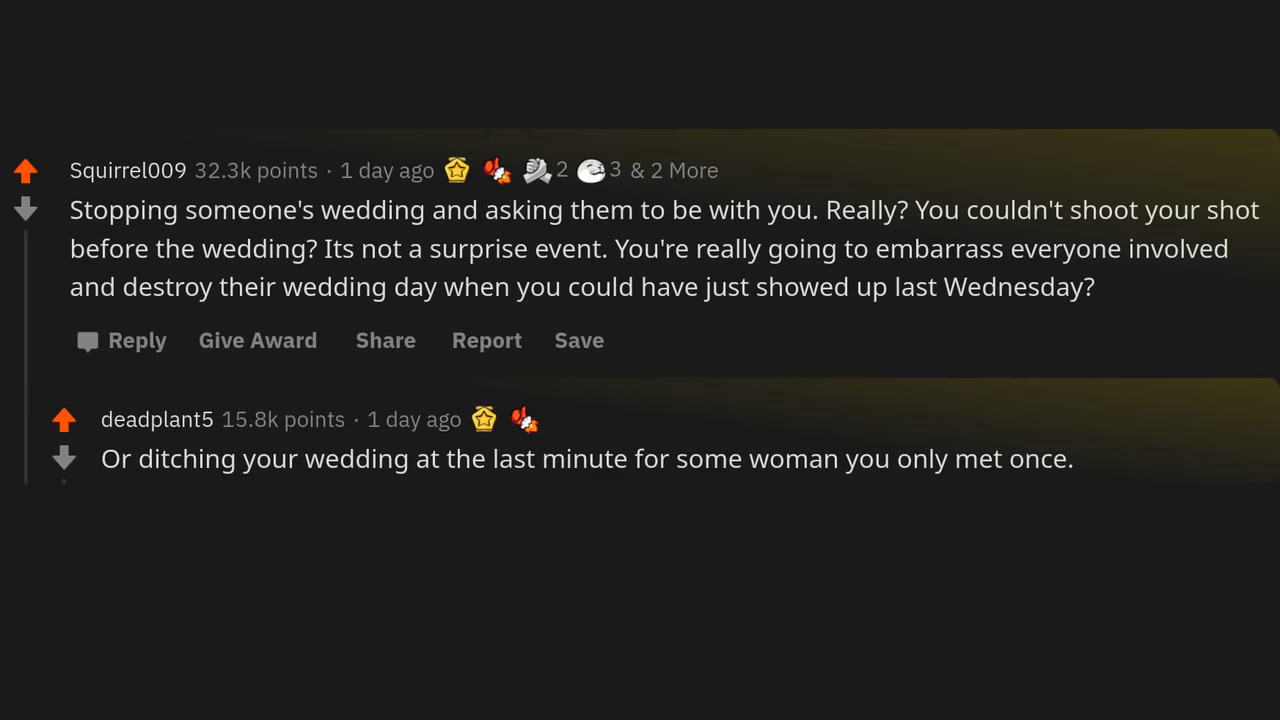 Squirrel009 32.3k points · 1 day ago 2 3 & 2 More
Stopping someone's wedding and asking them to be with you. Really? You couldn't shoot your shot
before the wedding? Its not a surprise event. You're really going to embarrass everyone involved
and destroy their wedding day when you could have just showed up last Wednesday?
Reply Give Award Share Report Save
deadplant5 15.8k points · 1 day ago
Or ditching your wedding at the last minute for some woman you only met once.